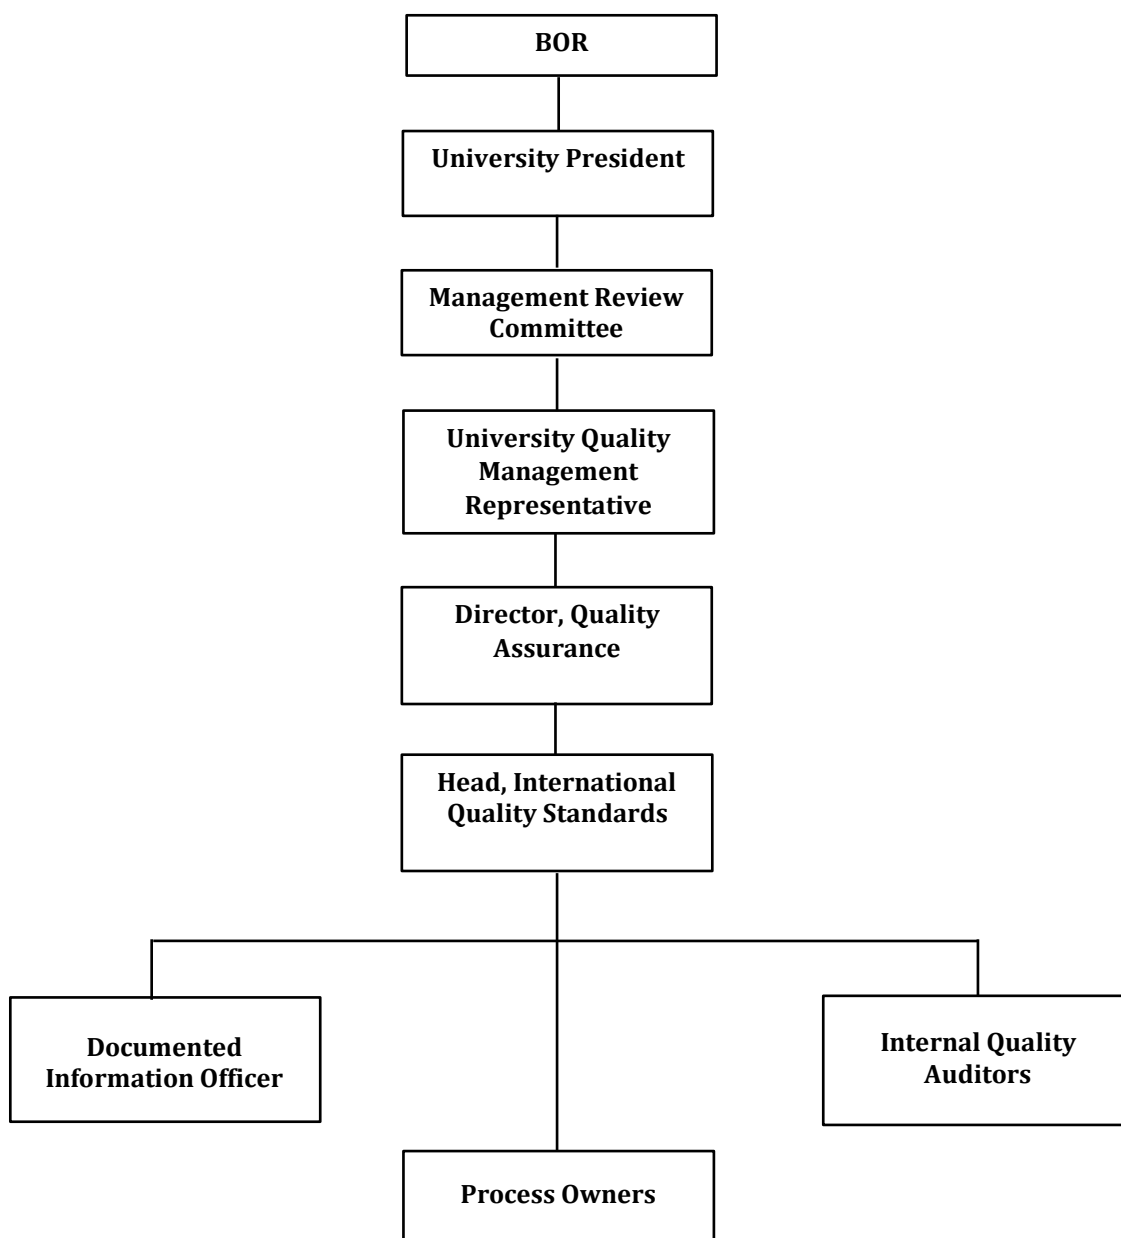 BOR
University President
Management Review
Committee
University Quality
Management
Representative
Director, Quality
Assurance
Head, International
Quality Standards
Documented
Information Officer
Internal Quality
Auditors
Process Owners